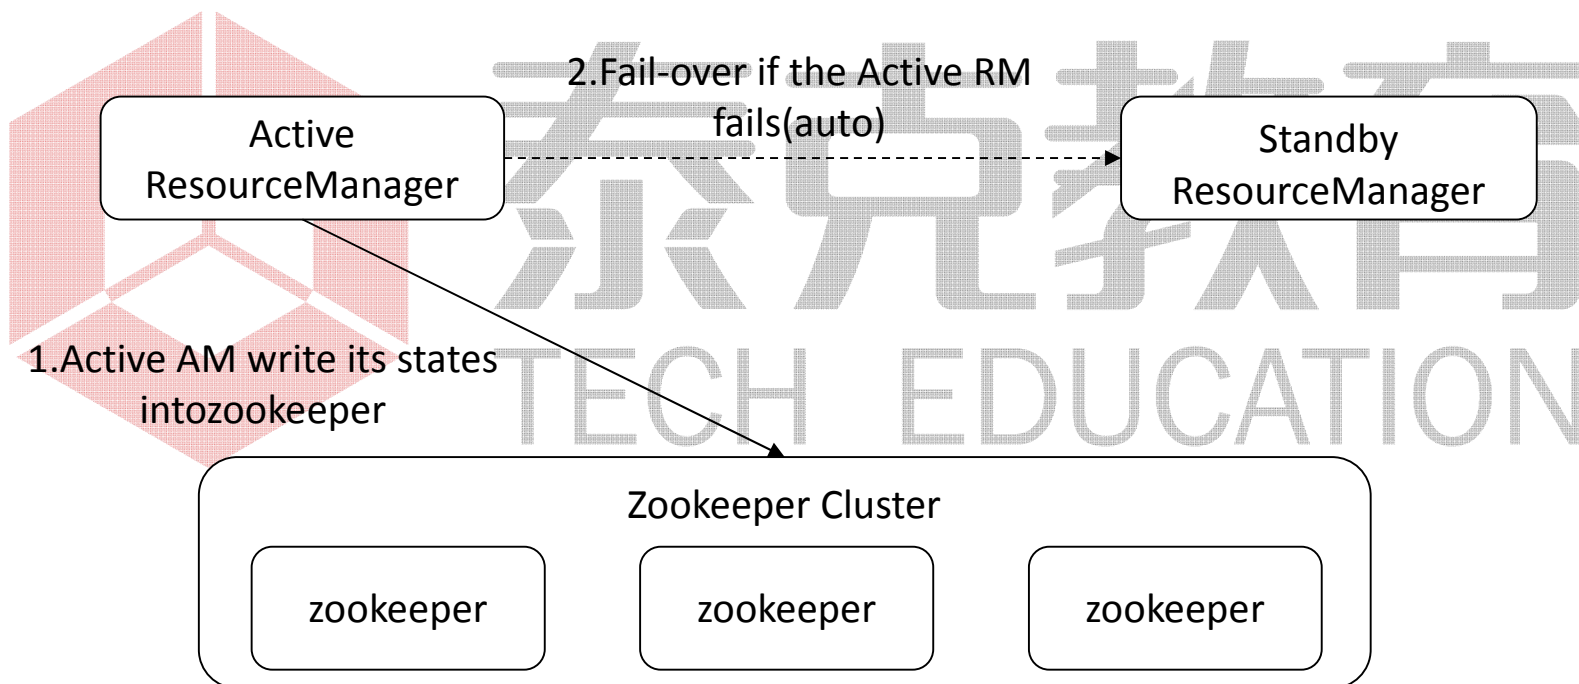 泰克教育
TECH EDUCATION
2.Fail-over if the Active RM
fails(auto)
Active
ResourceManager
Standby
ResourceManager
1.Active AM write its states
intozookeeper
Zookeeper Cluster
zookeeper
zookeeper
zookeeper